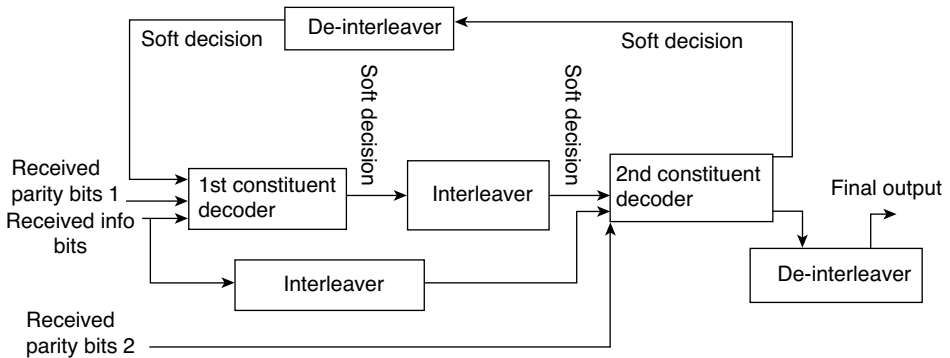 De-interleaver
Soft decision
Soft decision
Soft decision
Soft decision
Received
parity bits 1
1st constituent
decoder
Interleaver
2nd constituent
decoder
Final output
Received info
bits
Interleaver
De-interleaver
Received
parity bits 2